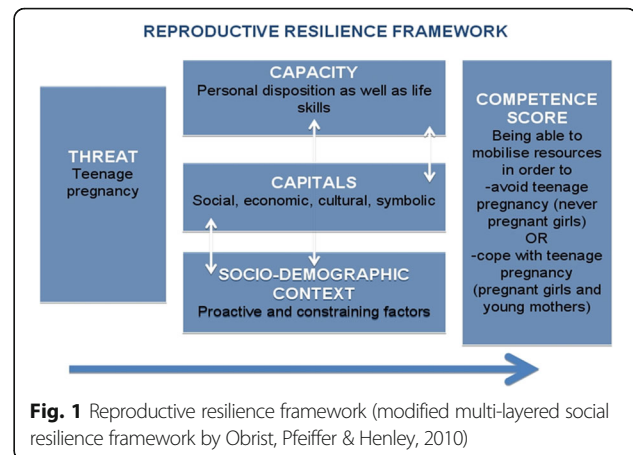 REPRODUCTIVE RESILIENCE FRAMEWORK
THREAT
Teenage
pregnancy
CAPACITY
Personal disposition as well as life
skills
CAPITALS
Social, economic, cultural, symbolic
SOCIO-DEMOGRAPHIC
CONTEXT
Proactive and constraining factors
COMPETENCE
SCORE
Being able to
mobilise resources
in order to
-avoid teenage
pregnancy (never
pregnant girls)
OR
-cope with teenage
pregnancy
(pregnant girls and
young mothers)
Fig. 1 Reproductive resilience framework (modified multi-layered social
resilience framework by Obrist, Pfeiffer & Henley, 2010)